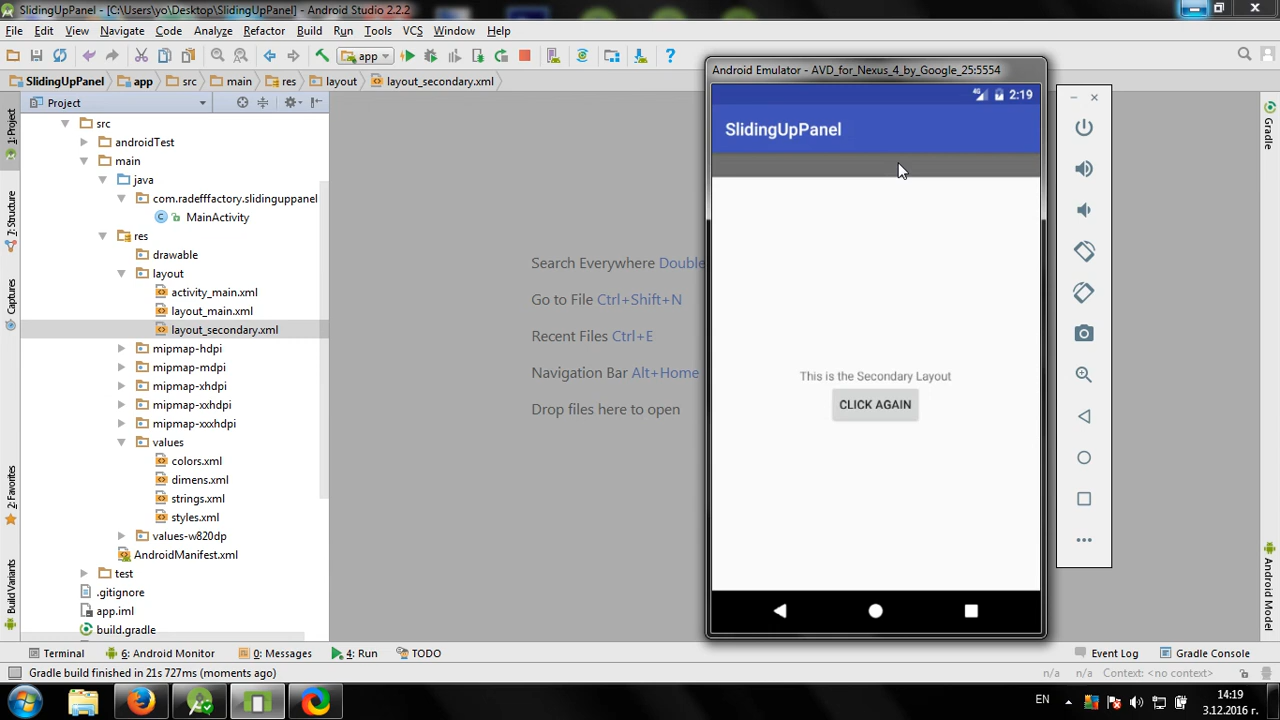 SlidingUpPanel - [C:\Users\yo\Desktop\SlidingUpPanel] - Android Studio 2.2.2
File Edit View Navigate Code Analyze Refactor Build Run Tools VCS Window Help
app
SlidingUpPanel app src main res layout layout_secondary.xml
Project
1: Project
7: Structure
Captures
2: Favorites
Build Variants
src
androidTest
main
java
com.radefffactory.slidinguppanel
MainActivity
res
drawable
layout
activity_main.xml
layout_main.xml
layout_secondary.xml
mipmap-hdpi
mipmap-mdpi
mipmap-xhdpi
mipmap-xxhdpi
mipmap-xxxhdpi
values
colors.xml
dimens.xml
strings.xml
styles.xml
values-w820dp
AndroidManifest.xml
test
.gitignore
app.iml
build.gradle
Search Everywhere Double
Go to File Ctrl+Shift+N
Recent Files Ctrl+E
Navigation Bar Alt+Home
Drop files here to open
Android Emulator - AVD_for_Nexus_4_by_Google_25:5554
4G 2:19
SlidingUpPanel
This is the Secondary Layout
CLICK AGAIN
Gradle
Android Model
Terminal 6: Android Monitor 0: Messages 4: Run TODO Event Log Gradle Console
Gradle build finished in 21s 727ms (moments ago) n/a n/a Context: <no context>
EN 14:19
3.12.2016 г.